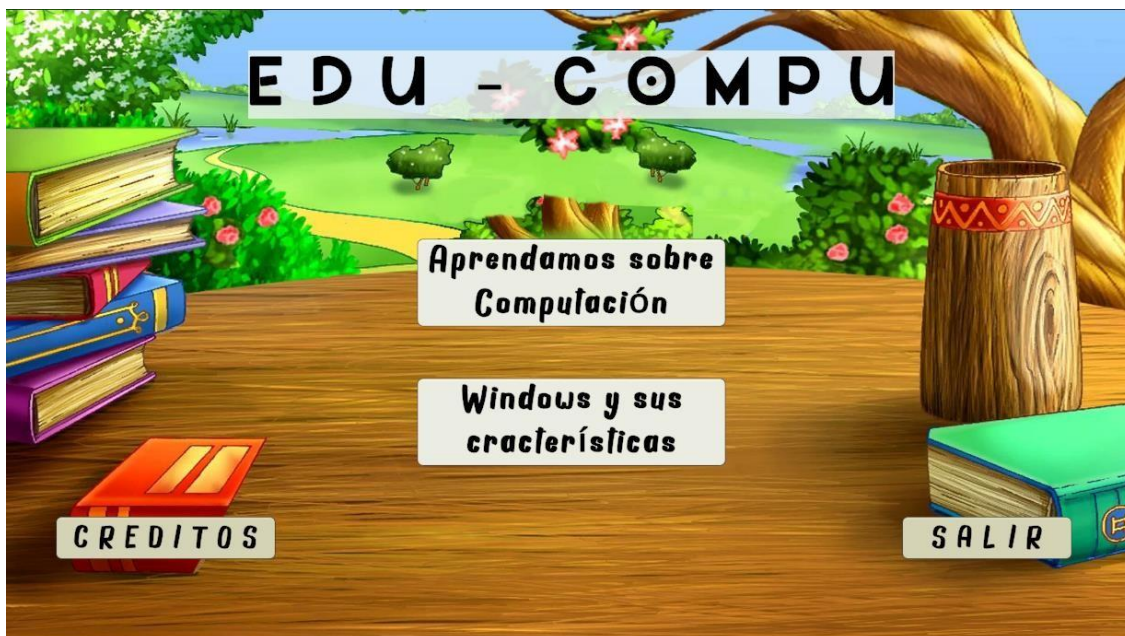 EDU - COMPU
Aprendamos sobre
Computación
Windows y sus
cracterísticas
CREDITOS
SALIR